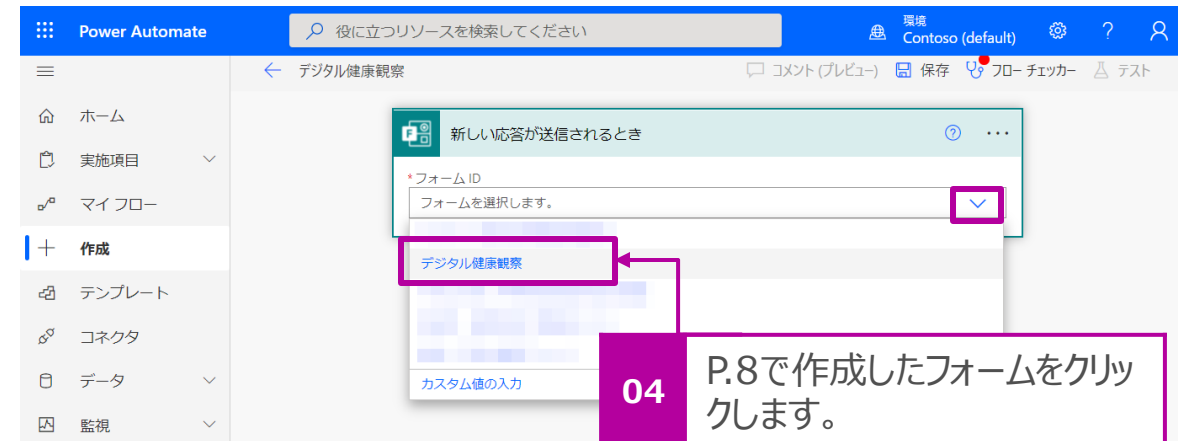 Power Automate
役に立つリソースを検索してください
環境
Contoso (default)
?
← デジタル健康観察
コメント (プレビュー)
保存
フロー チェッカー
テスト
ホーム
実施項目
マイ フロー
作成
テンプレート
コネクタ
データ
監視
新しい応答が送信されるとき
*フォーム ID
フォームを選択します。
デジタル健康観察
カスタム値の入力
04
P.8で作成したフォームをクリッ
クします。